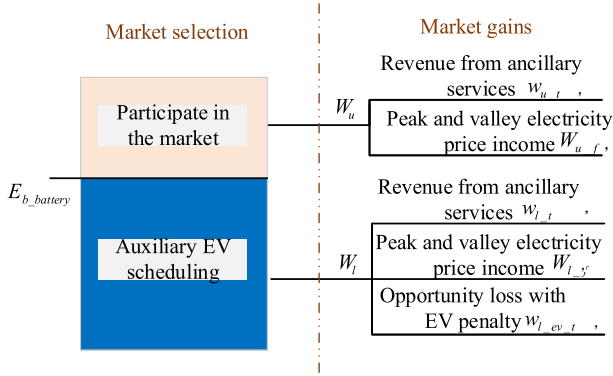 Market selection
Market gains
Participate in
the market
E_{b_battery}
Auxiliary EV
scheduling
W_u
Revenue from ancillary
services w_{u_t} ,
Peak and valley electricity
price income W_{u_f} ,
W_l
Revenue from ancillary
services w_{l_t} ,
Peak and valley electricity
price income W_{l_f} ,
Opportunity loss with
EV penalty w_{l_ev_t} ,